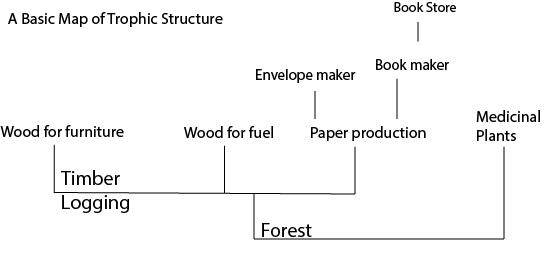 A Basic Map of Trophic Structure
Book Store
Book maker
Envelope maker
Wood for furniture
Wood for fuel
Paper production
Medicinal
Plants
Timber
Logging
Forest